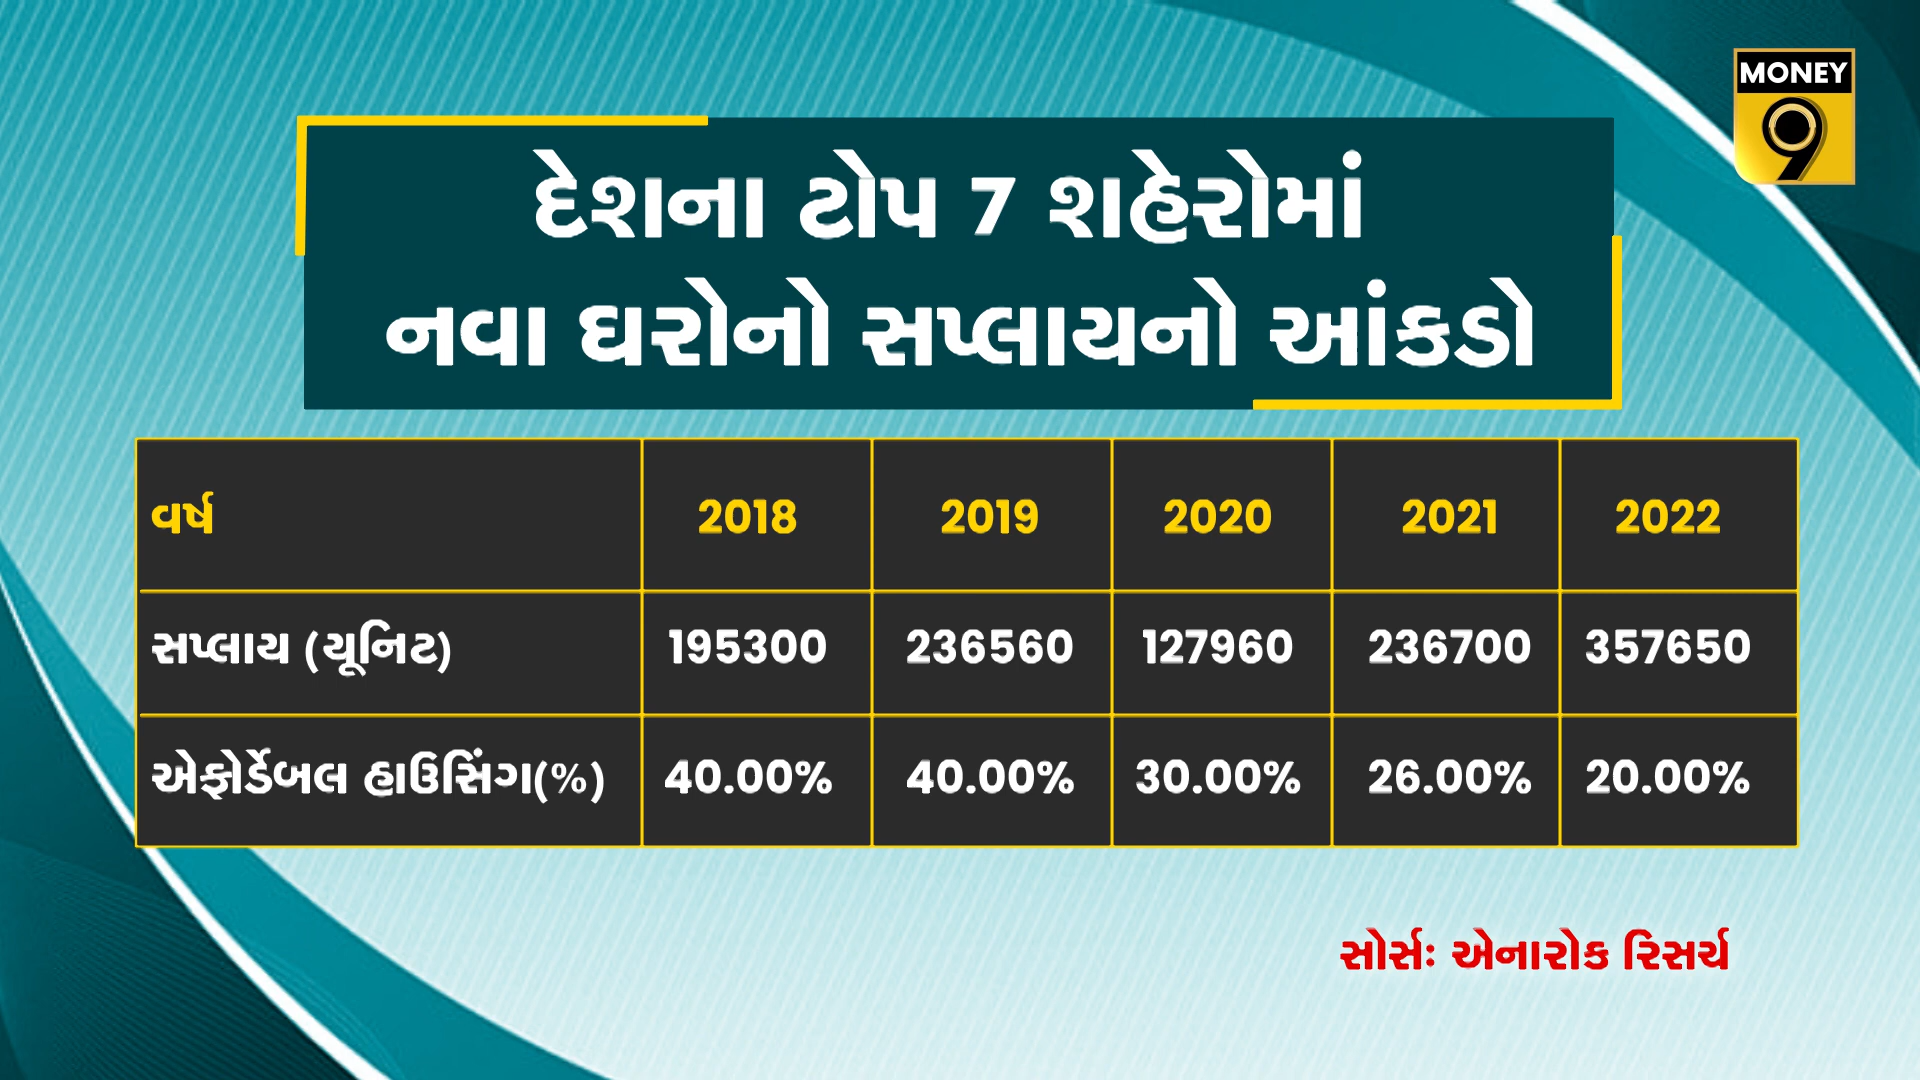 MONEY
9
દેશના ટોપ 7 શહેરોમાં
નવા ઘરોનો સપ્લાયનો આંકડો
વર્ષ 2018 2019 2020 2021 2022
સપ્લાય (યૂનિટ) 195300 236560 127960 236700 357650
એફોર્ડેબલ હાઉસિંગ(%) 40.00% 40.00% 30.00% 26.00% 20.00%
સોર્સઃ એનારોક રિસર્ચ